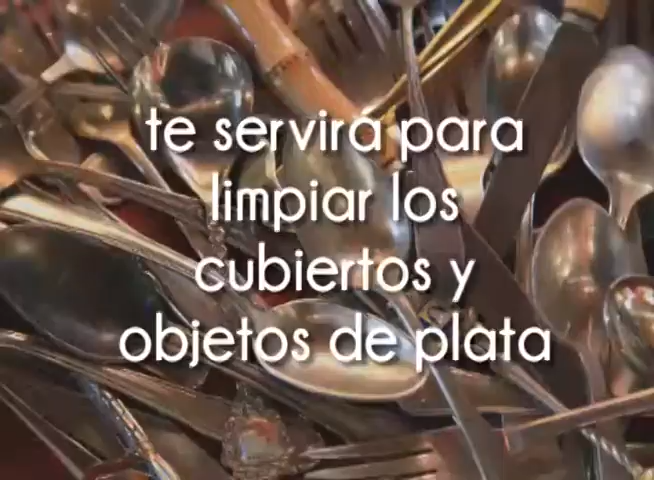 te servira para
limpiar los
cubiertos y
objetos de plata